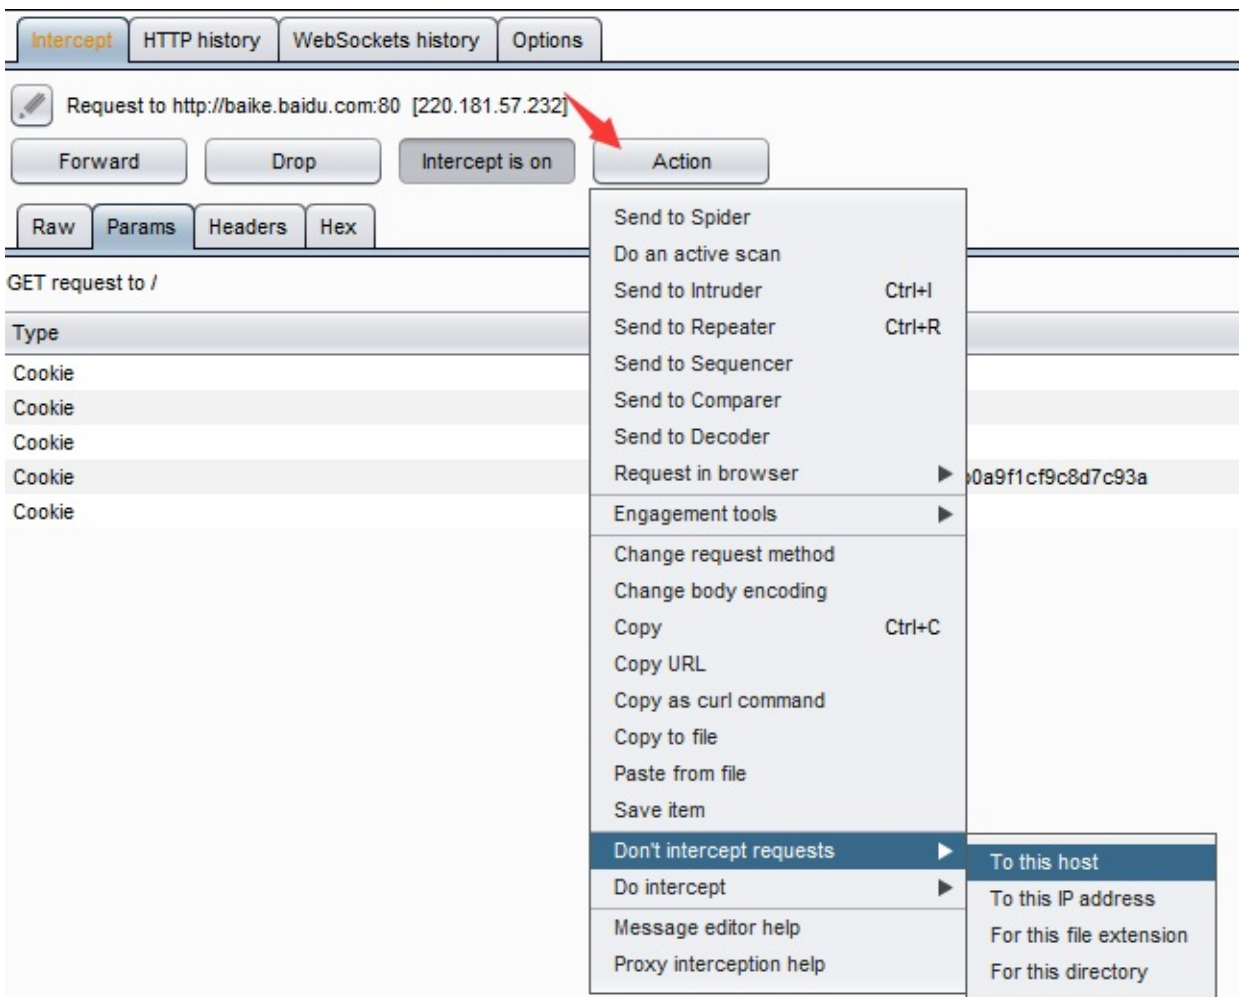 Intercept HTTP history WebSockets history Options
Request to http://baike.baidu.com:80 [220.181.57.232]
Forward Drop Intercept is on Action
Raw Params Headers Hex
GET request to /
Type
Cookie
Cookie
Cookie
Cookie
Cookie
Send to Spider
Do an active scan
Send to Intruder Ctrl+I
Send to Repeater Ctrl+R
Send to Sequencer
Send to Comparer
Send to Decoder
Request in browser
Engagement tools
Change request method
Change body encoding
Copy Ctrl+C
Copy URL
Copy as curl command
Copy to file
Paste from file
Save item
Don't intercept requests
Do intercept
Message editor help
Proxy interception help
To this host
To this IP address
For this file extension
For this directory